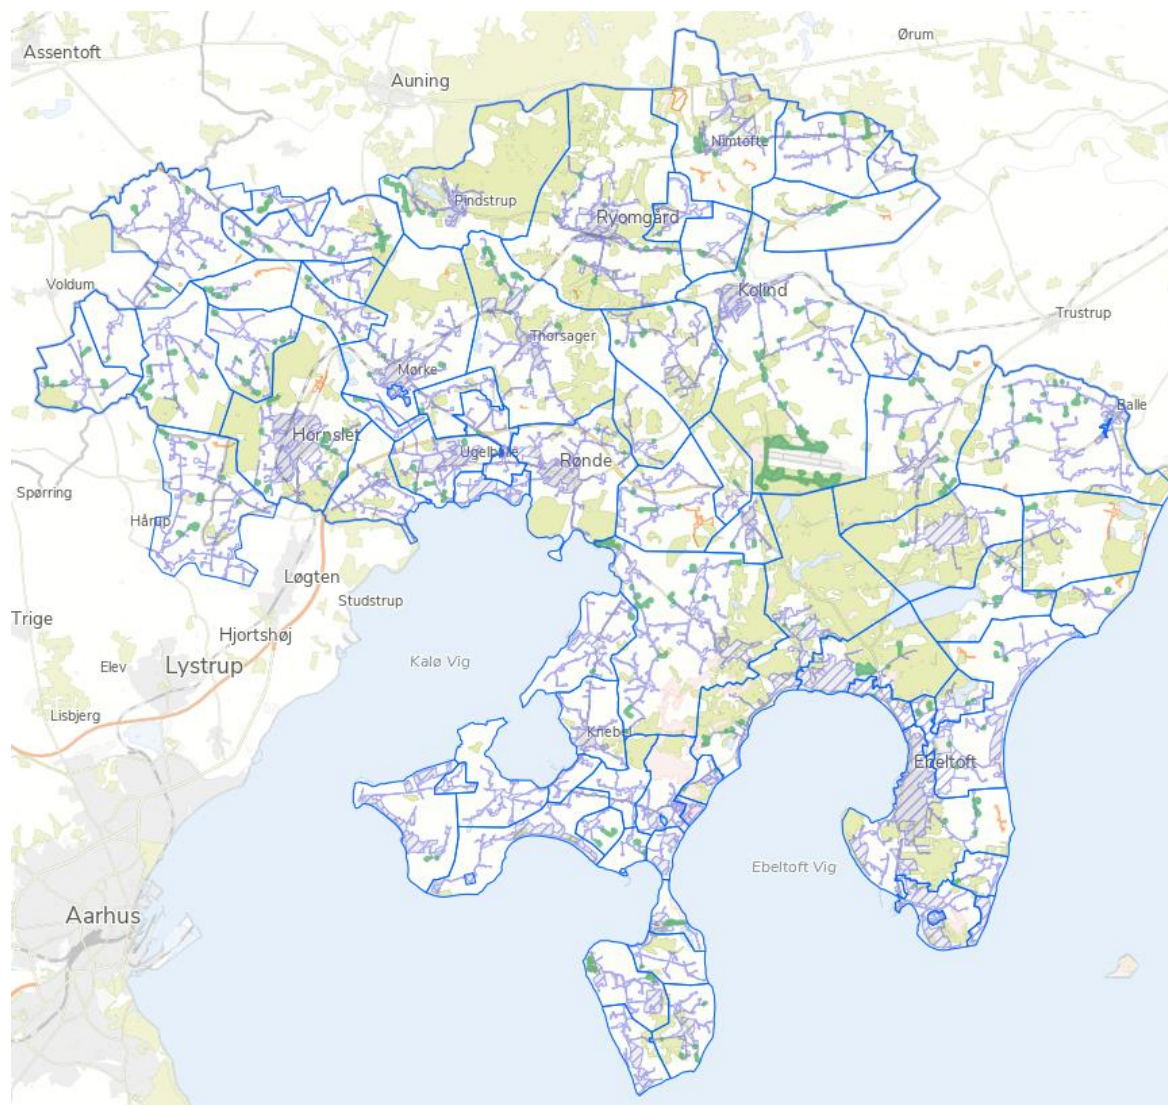 Ørum
Assentoft
Auning
Nimtofte
Pindstrup
Ryomgård
Voldum
Kolind
Trustrup
Thorsager
Mørke
Balle
Hornslet
Ugelbølle
Rønde
Spørring
Hårup
Løgten
Studstrup
Trige
Hjortshøj
Elev
Lystrup
Kalø Vig
Lisbjerg
Knebel
Ebeltoft
Ebeltoft Vig
Aarhus